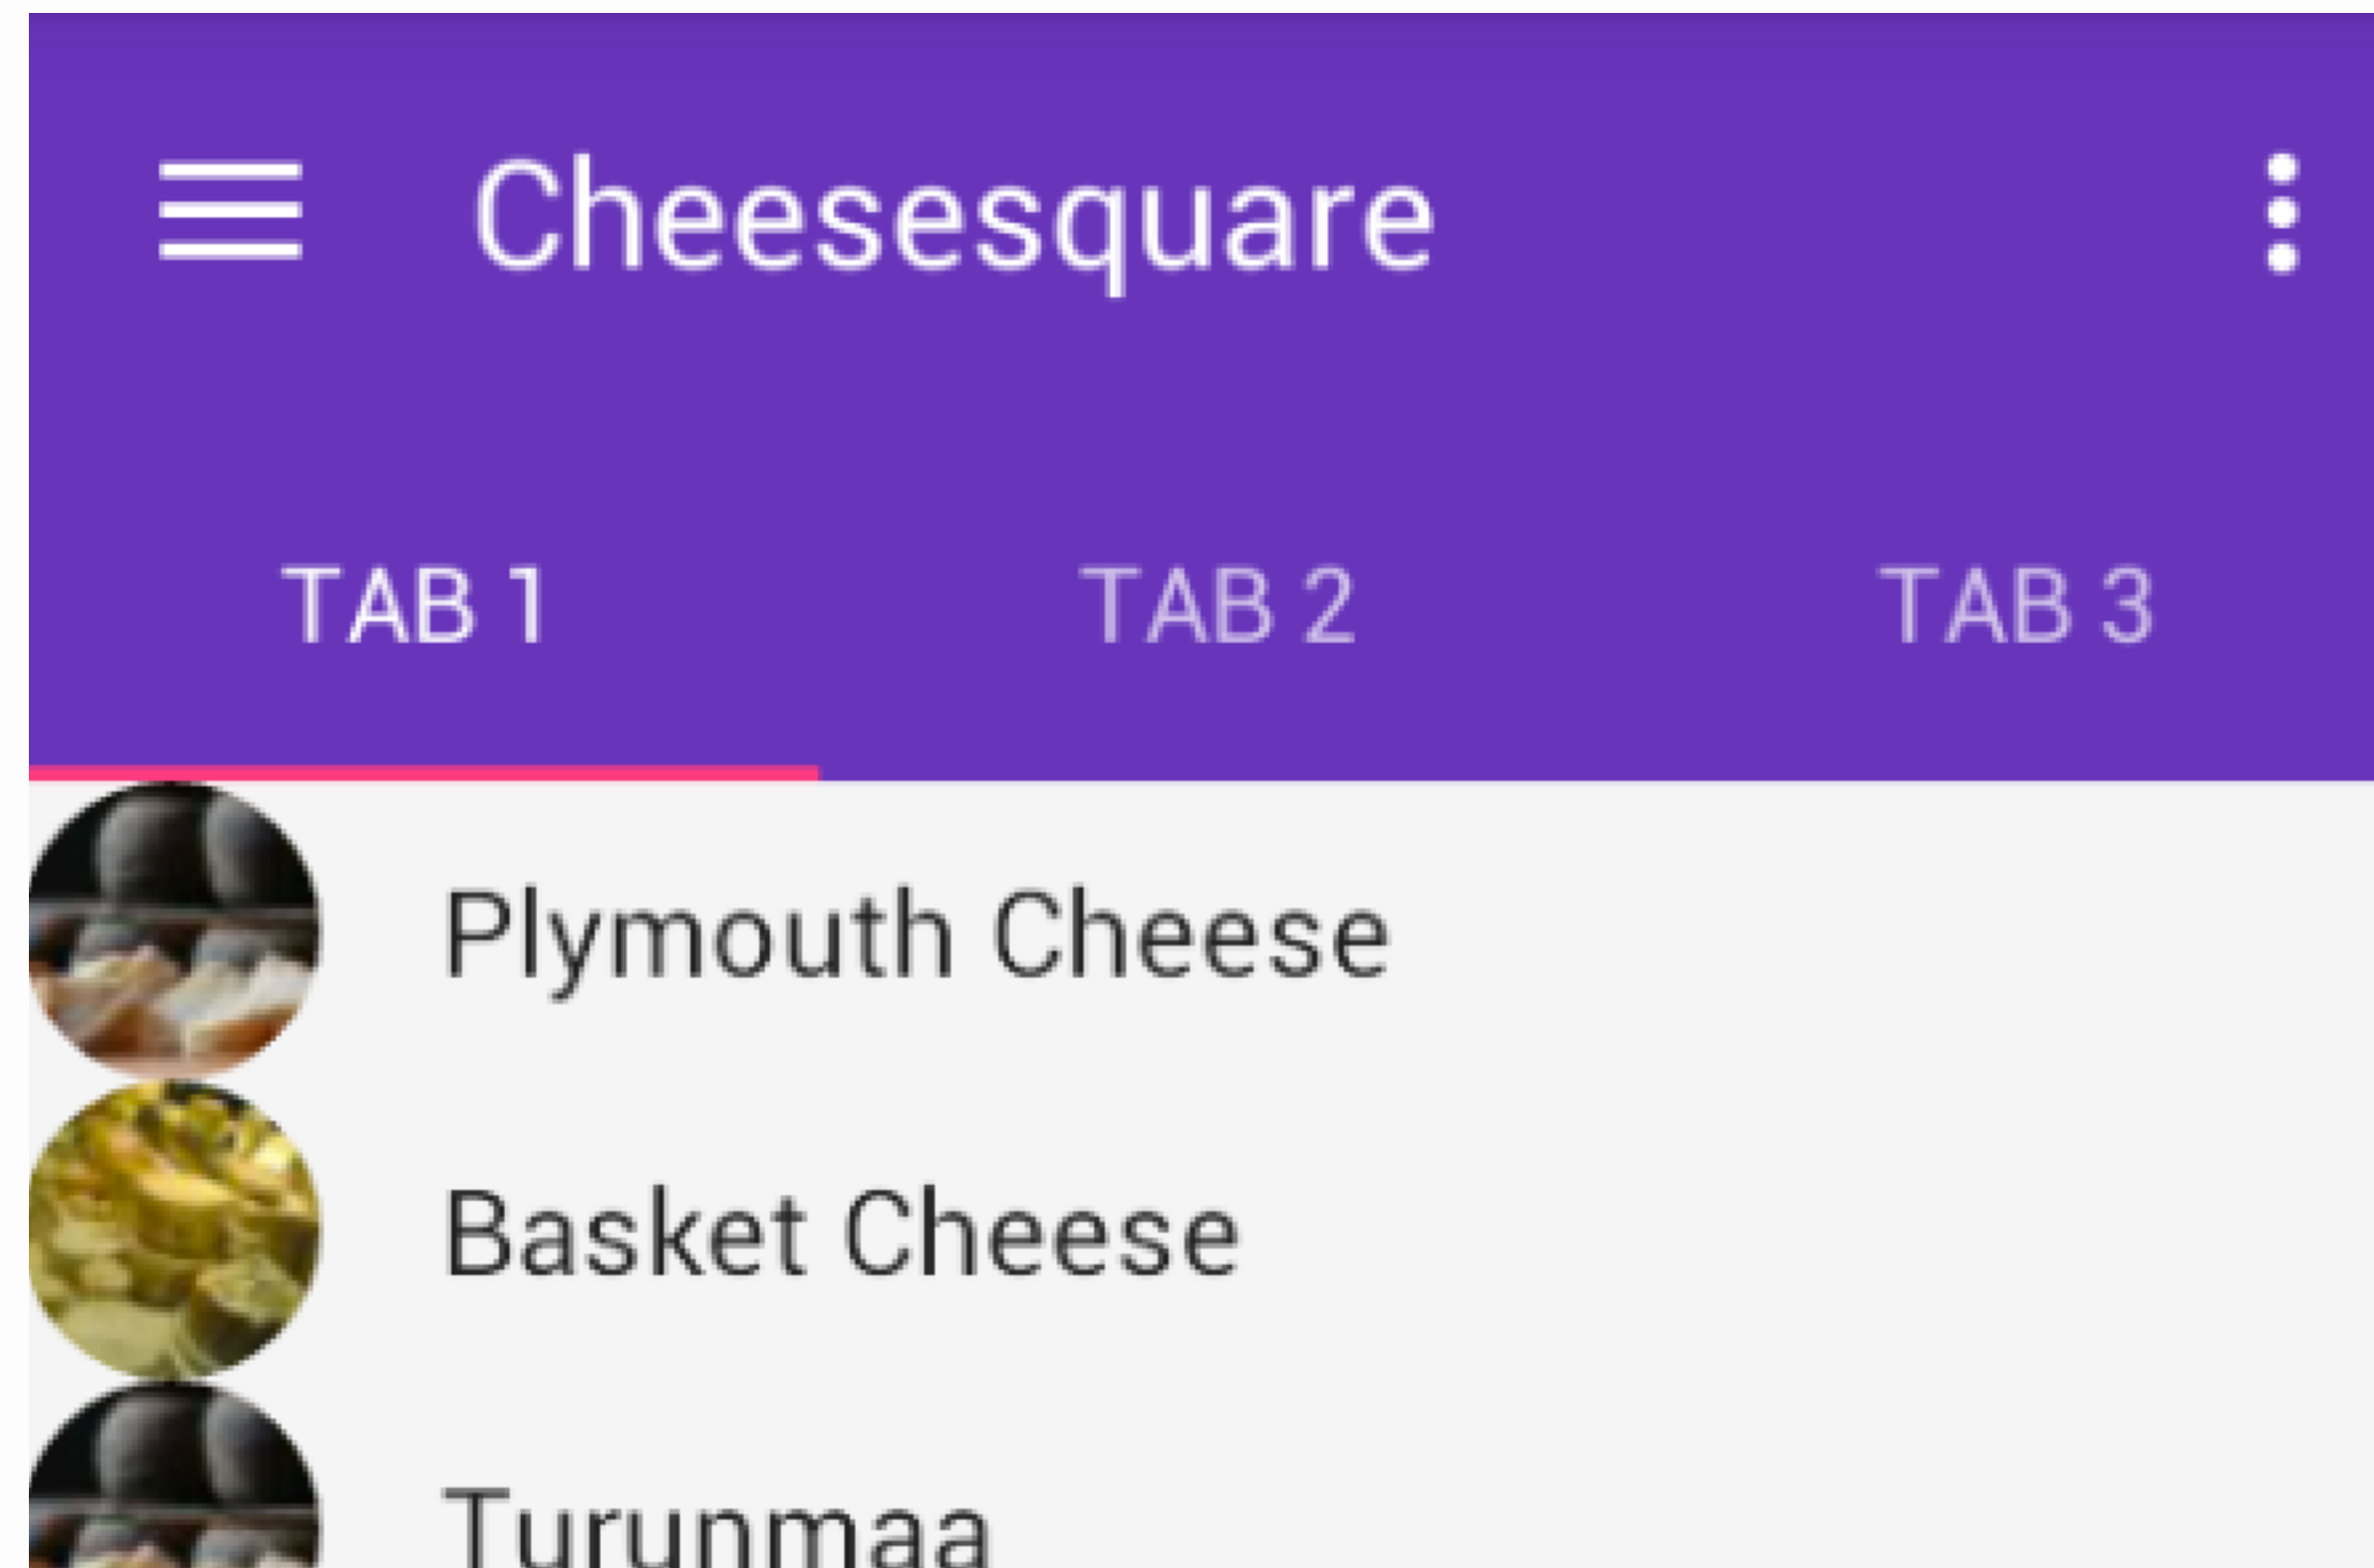 Cheesesquare
TAB 1 TAB 2 TAB 3
Plymouth Cheese
Basket Cheese
Turunmaa